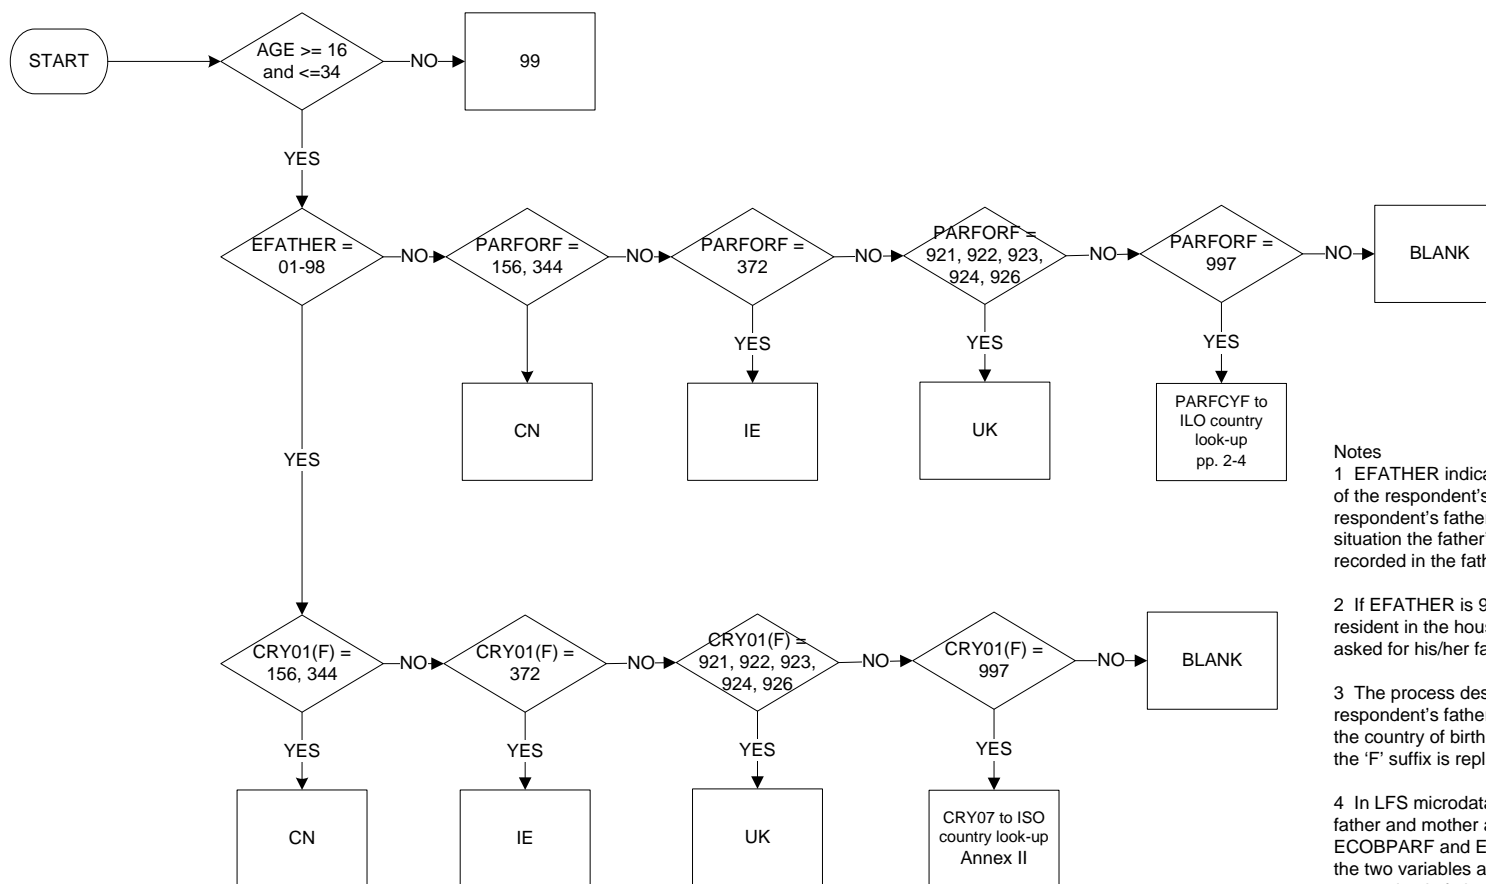 START
AGE >= 16
and <=34
NO
99
YES
EFATHER =
01-98
NO
PARFORF =
156, 344
NO
PARFORF =
372
NO
PARFORF =
921, 922, 923,
924, 926
NO
PARFORF =
997
NO
BLANK
YES
YES
YES
CN
IE
UK
PARFCYF to
ILO country
look-up
pp. 2-4
YES
CRY01(F) =
156, 344
NO
CRY01(F) =
372
NO
CRY01(F) =
921, 922, 923,
924, 926
NO
CRY01(F) =
997
NO
BLANK
YES
YES
YES
YES
CN
IE
UK
CRY07 to ISO
country look-up
Annex II
Notes
1 EFATHER indica
of the respondent's
respondent's father
situation the father'
recorded in the fath
2 If EFATHER is 9
resident in the hous
asked for his/her fa
3 The process des
respondent's father
the country of birth
the 'F' suffix is repl
4 In LFS microdata
father and mother a
ECOBPARF and E
the two variables a